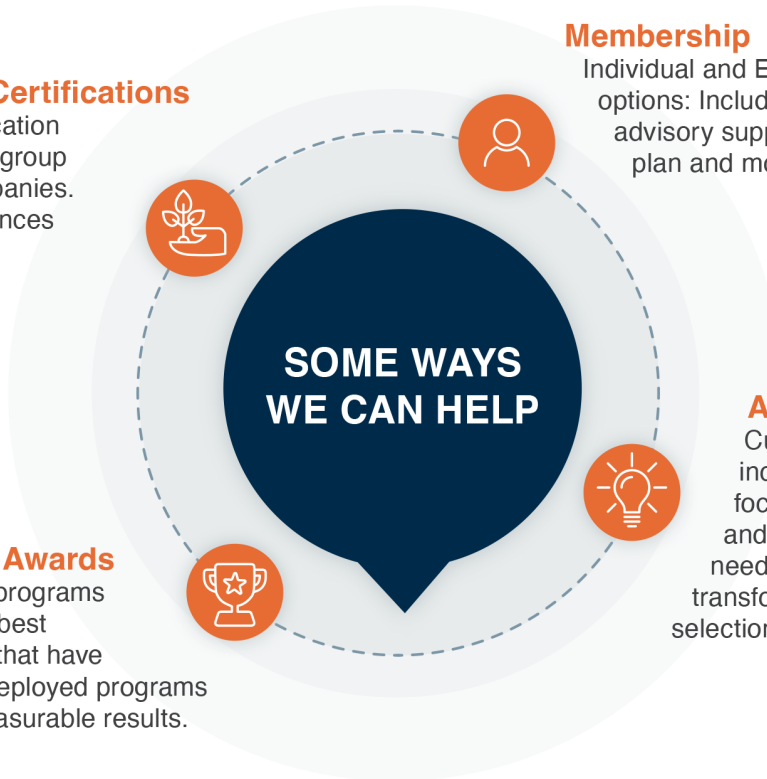 Certifications
cation
group
panies.
nces
Membership
Individual and E
options: Includ
advisory supp
plan and mo
SOME WAYS
WE CAN HELP
A
Cu
inc
foc
and
need
transfo
selection
Awards
programs
best
that have
eployed programs
asurable results.